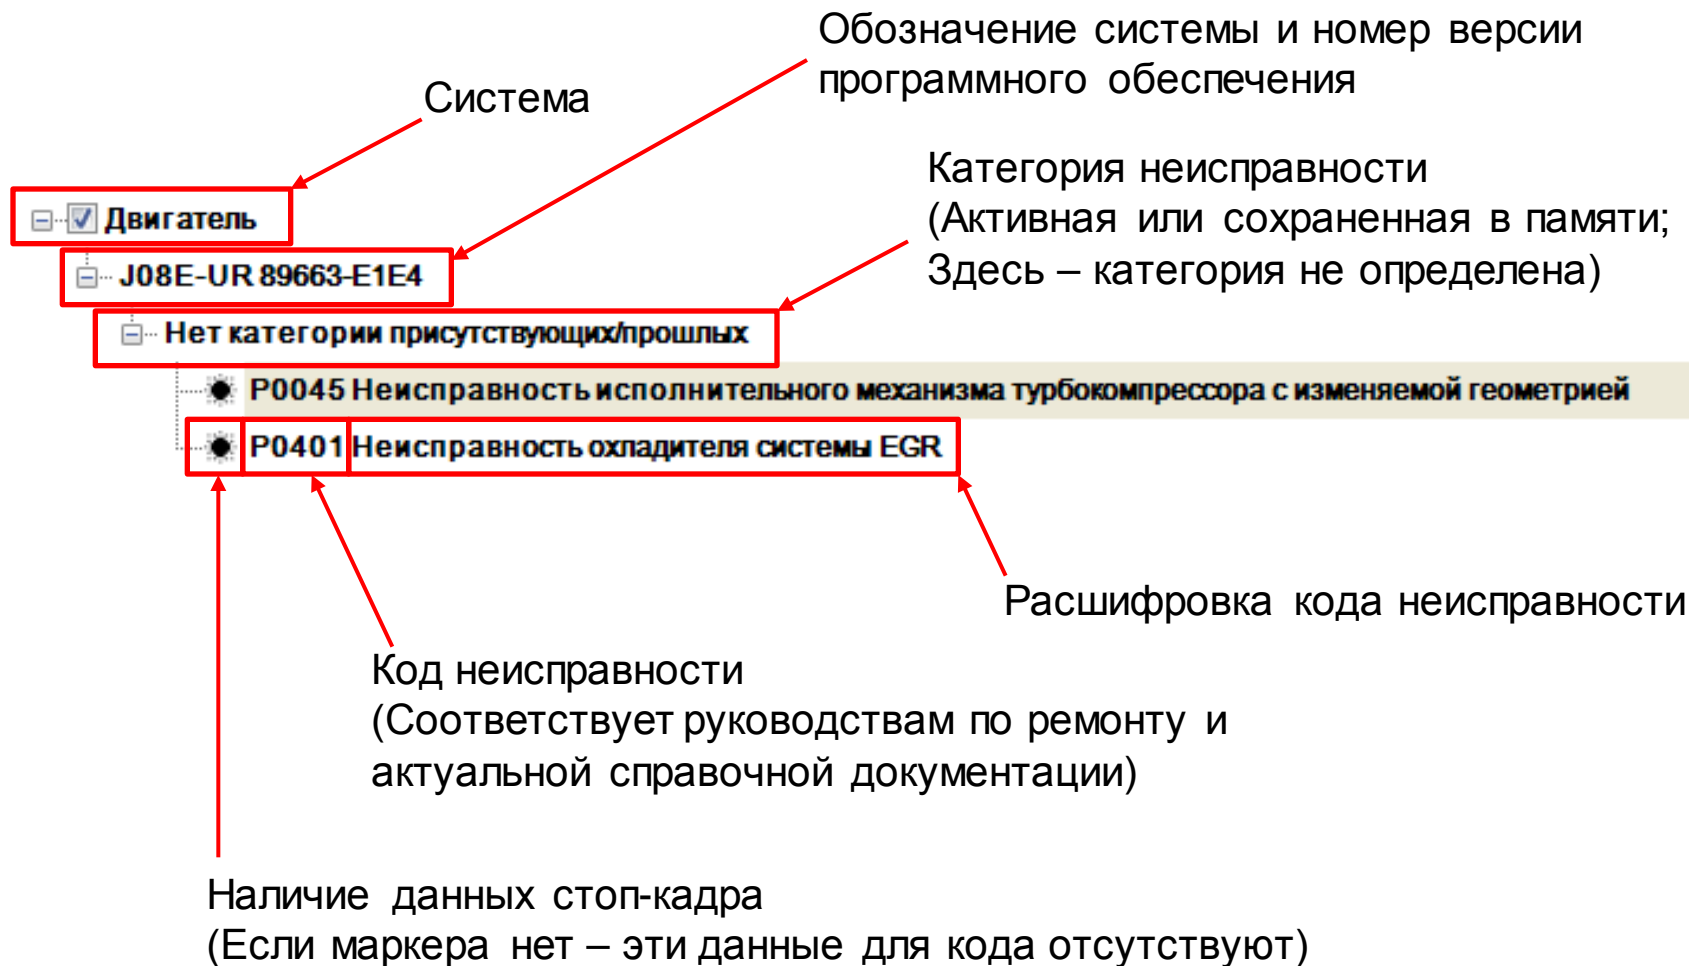 Обозначение системы и номер версии
программного обеспечения
Система
Категория неисправности
(Активная или сохраненная в памяти;
Здесь – категория не определена)
Двигатель
J08E-UR 89663-E1E4
Нет категории присутствующих/прошлых
P0045 Неисправность исполнительного механизма турбокомпрессора с изменяемой геометрией
P0401 Неисправность охладителя системы EGR
Расшифровка кода неисправности
Код неисправности
(Соответствует руководствам по ремонту и
актуальной справочной документации)
Наличие данных стоп-кадра
(Если маркера нет – эти данные для кода отсутствуют)